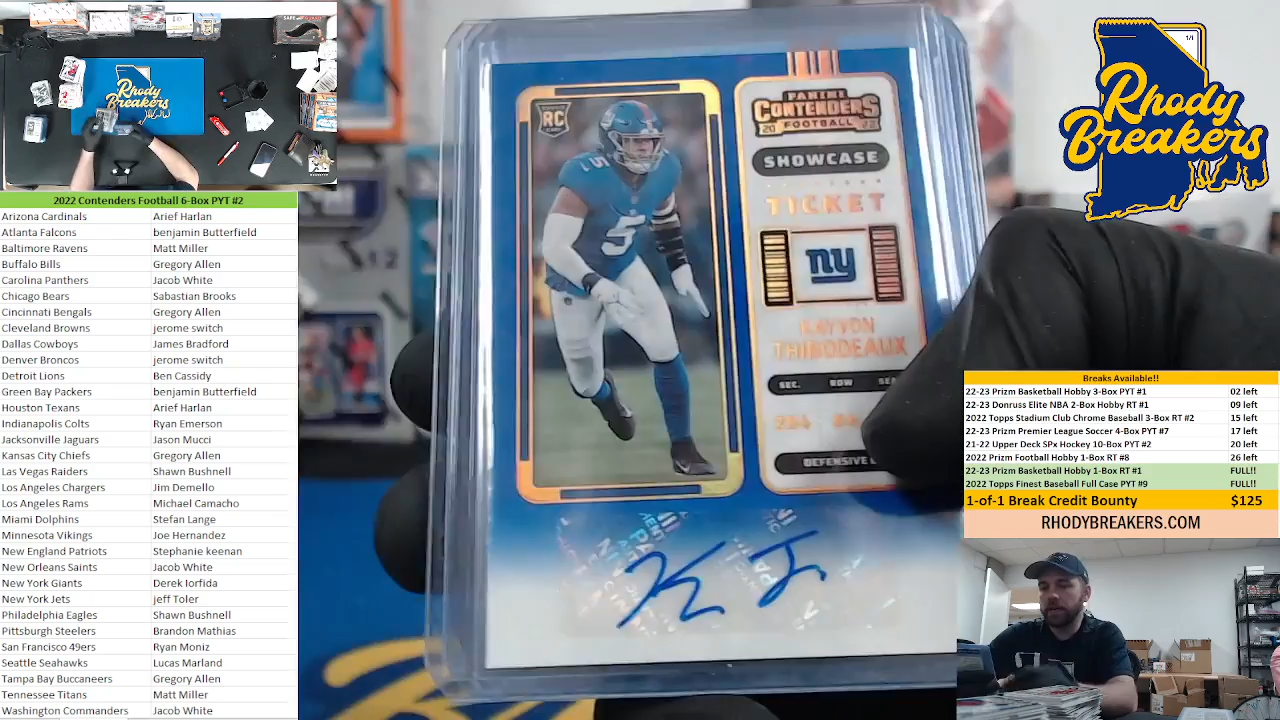 SAFE GUARD
Rhody
Breakers
2022 Contenders Football 6-Box PYT #2
Arizona Cardinals Arief Harlan
Atlanta Falcons benjamin Butterfield
Baltimore Ravens Matt Miller
Buffalo Bills Gregory Allen
Carolina Panthers Jacob White
Chicago Bears Sabastian Brooks
Cincinnati Bengals Gregory Allen
Cleveland Browns jerome switch
Dallas Cowboys James Bradford
Denver Broncos jerome switch
Detroit Lions Ben Cassidy
Green Bay Packers benjamin Butterfield
Houston Texans Arief Harlan
Indianapolis Colts Ryan Emerson
Jacksonville Jaguars Jason Mucci
Kansas City Chiefs Gregory Allen
Las Vegas Raiders Shawn Bushnell
Los Angeles Chargers Jim Demello
Los Angeles Rams Michael Camacho
Miami Dolphins Stefan Lange
Minnesota Vikings Joe Hernandez
New England Patriots Stephanie keenan
New Orleans Saints Jacob White
New York Giants Derek Iorfida
New York Jets jeff Toler
Philadelphia Eagles Shawn Bushnell
Pittsburgh Steelers Brandon Mathias
San Francisco 49ers Ryan Moniz
Seattle Seahawks Lucas Marland
Tampa Bay Buccaneers Gregory Allen
Tennessee Titans Matt Miller
Washington Commanders Jacob White
RC
5
5
PANINI
CONTENDERS
20 FOOTBALL 22
SHOWCASE
TICKET
ny
KAYVON
THIBODEAUX
SEC. ROW
DEFENSIVE
1/1
Rhody
Breakers
Breaks Available!!
22-23 Prizm Basketball Hobby 3-Box PYT #1 02 left
22-23 Donruss Elite NBA 2-Box Hobby RT #1 09 left
2022 Topps Stadium Club Chrome Baseball 3-Box RT #2 15 left
22-23 Prizm Premier League Soccer 4-Box PYT #7 17 left
21-22 Upper Deck SPx Hockey 10-Box PYT #2 20 left
2022 Prizm Football Hobby 1-Box RT #8 26 left
22-23 Prizm Basketball Hobby 1-Box RT #1 FULL!!
2022 Topps Finest Baseball Full Case PYT #9 FULL!!
1-of-1 Break Credit Bounty $125
RHODYBREAKERS.COM